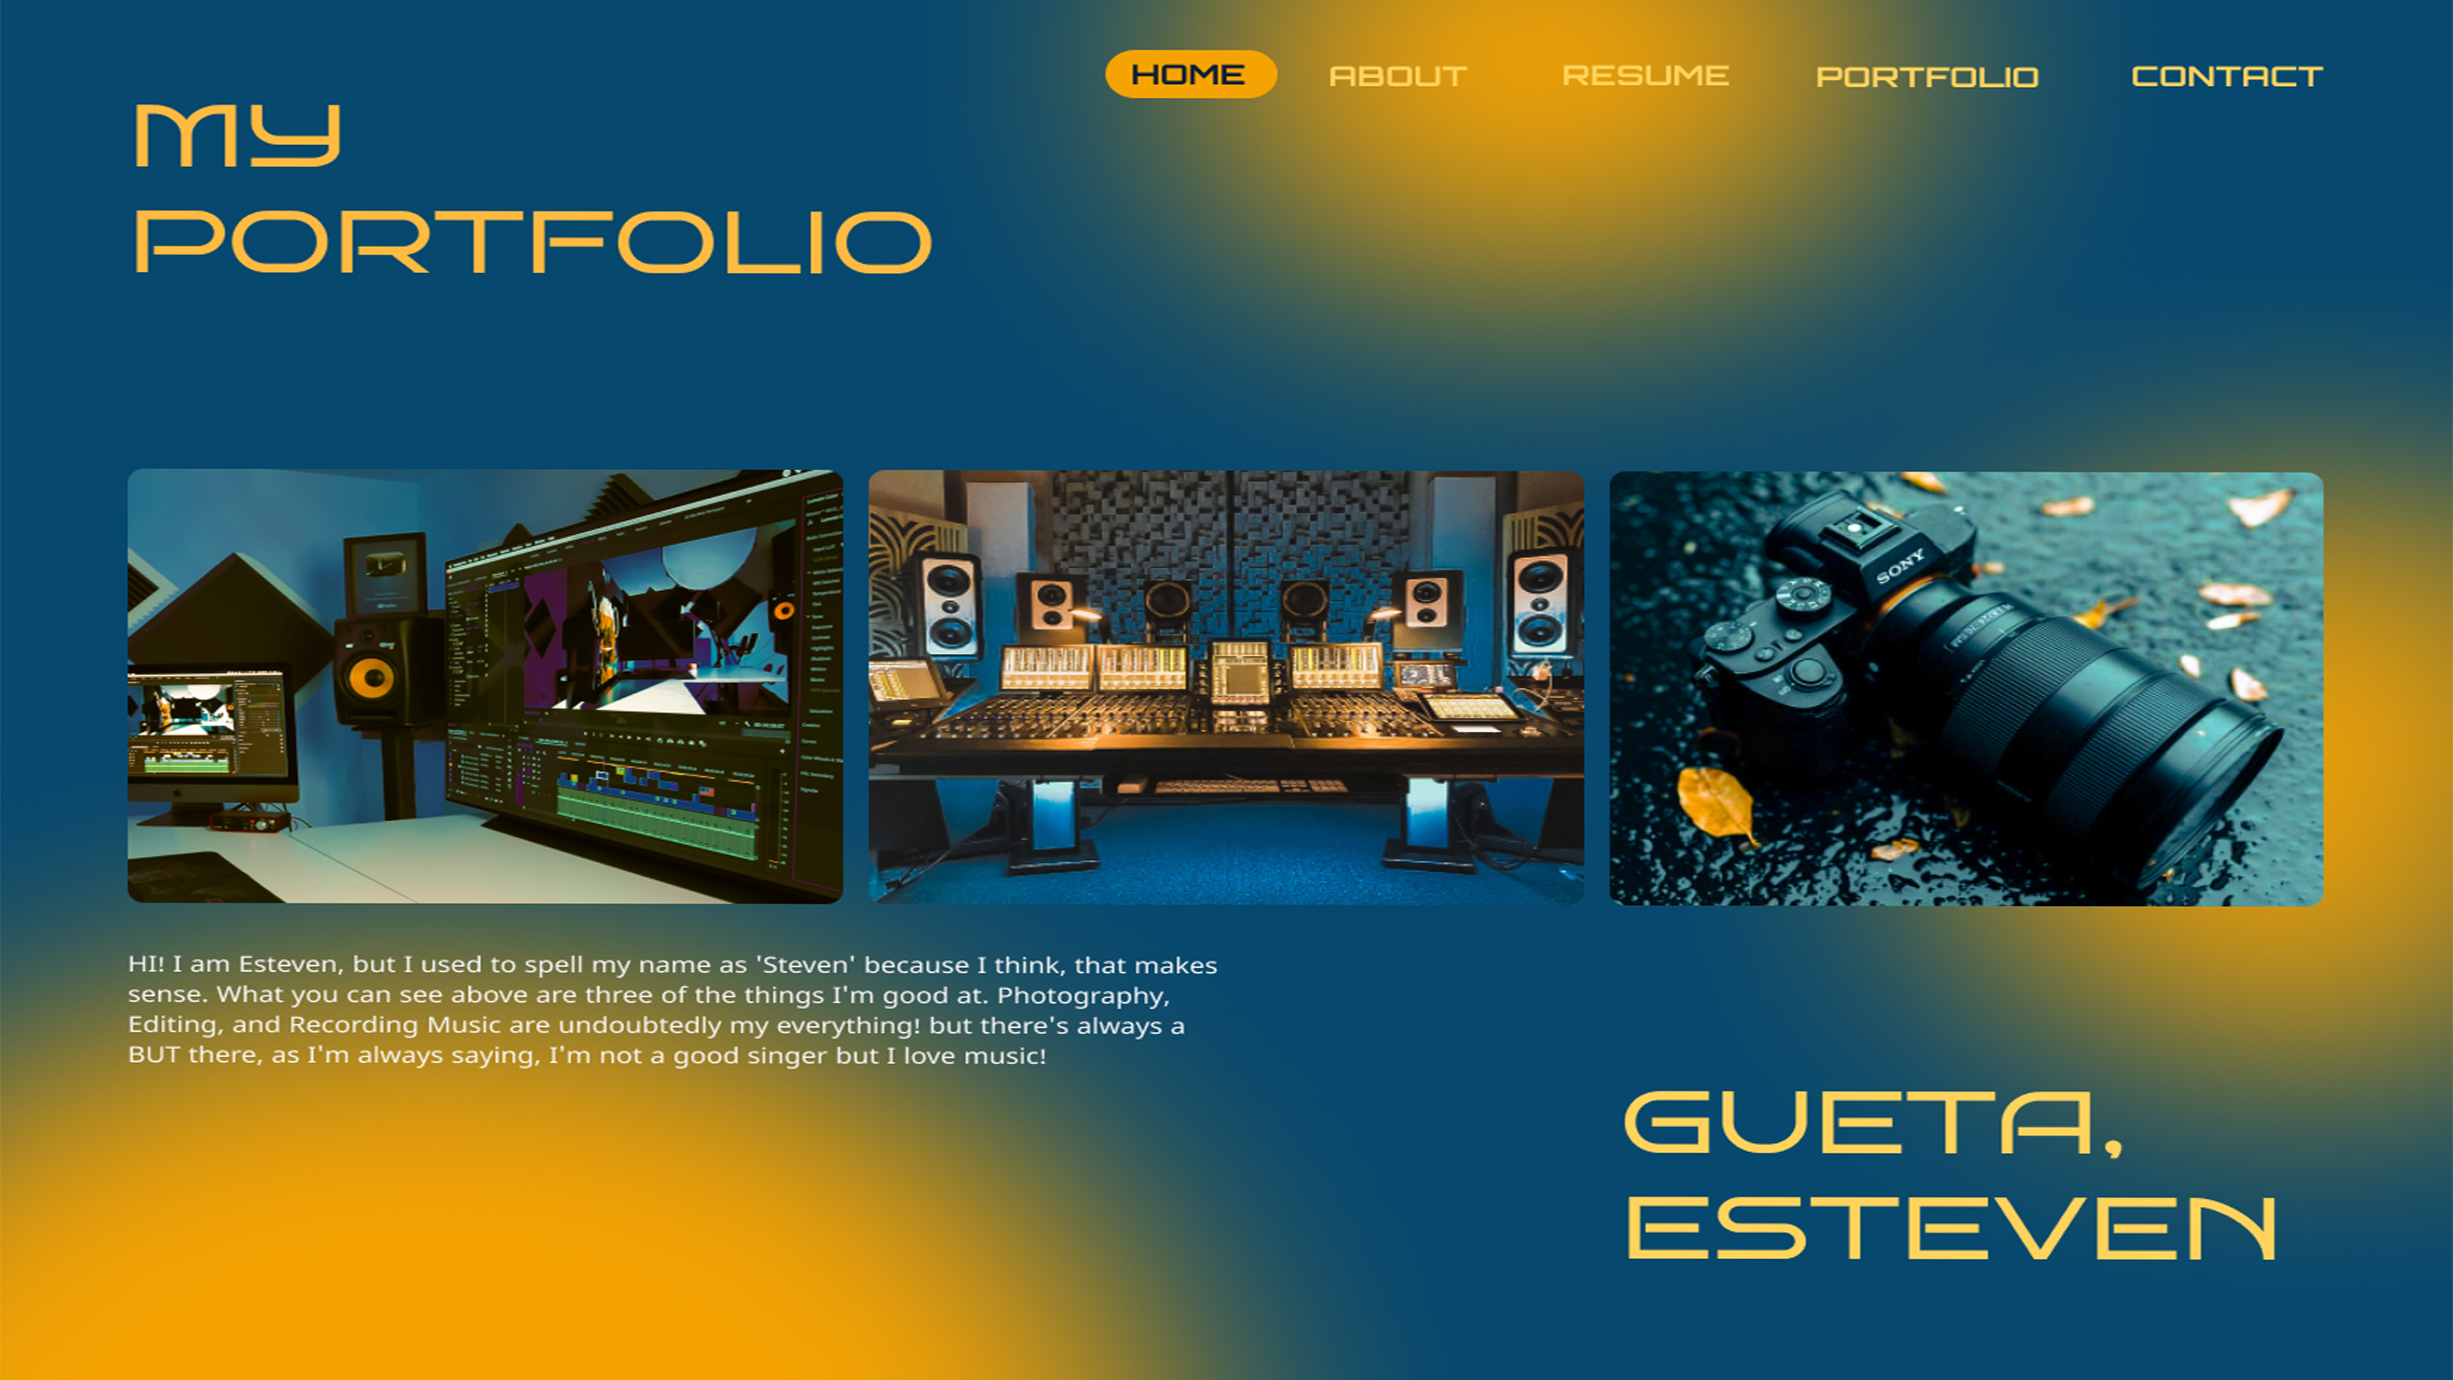 HOME
ABOUT
RESUME
PORTFOLIO
CONTACT
MY
PORTFOLIO
SONY
HI! I am Esteven, but I used to spell my name as 'Steven' because I think, that makes
sense. What you can see above are three of the things I'm good at. Photography,
Editing, and Recording Music are undoubtedly my everything! but there's always a
BUT there, as I'm always saying, I'm not a good singer but I love music!
GUETA,
ESTEVEN